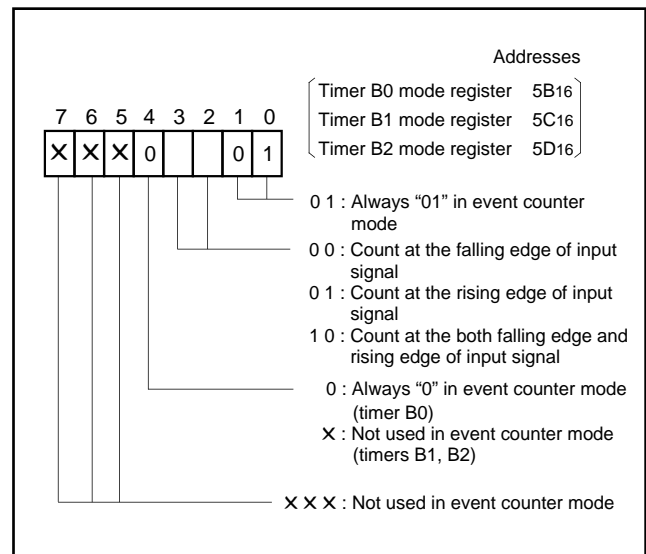 Addresses
Timer B0 mode register 5B16
Timer B1 mode register 5C16
Timer B2 mode register 5D16
7 6 5 4 3 2 1 0
× × × 0 0 1
0 1 : Always “01” in event counter
mode
0 0 : Count at the falling edge of input
signal
0 1 : Count at the rising edge of input
signal
1 0 : Count at the both falling edge and
rising edge of input signal
0 : Always “0” in event counter mode
(timer B0)
× : Not used in event counter mode
(timers B1, B2)
× × × : Not used in event counter mode